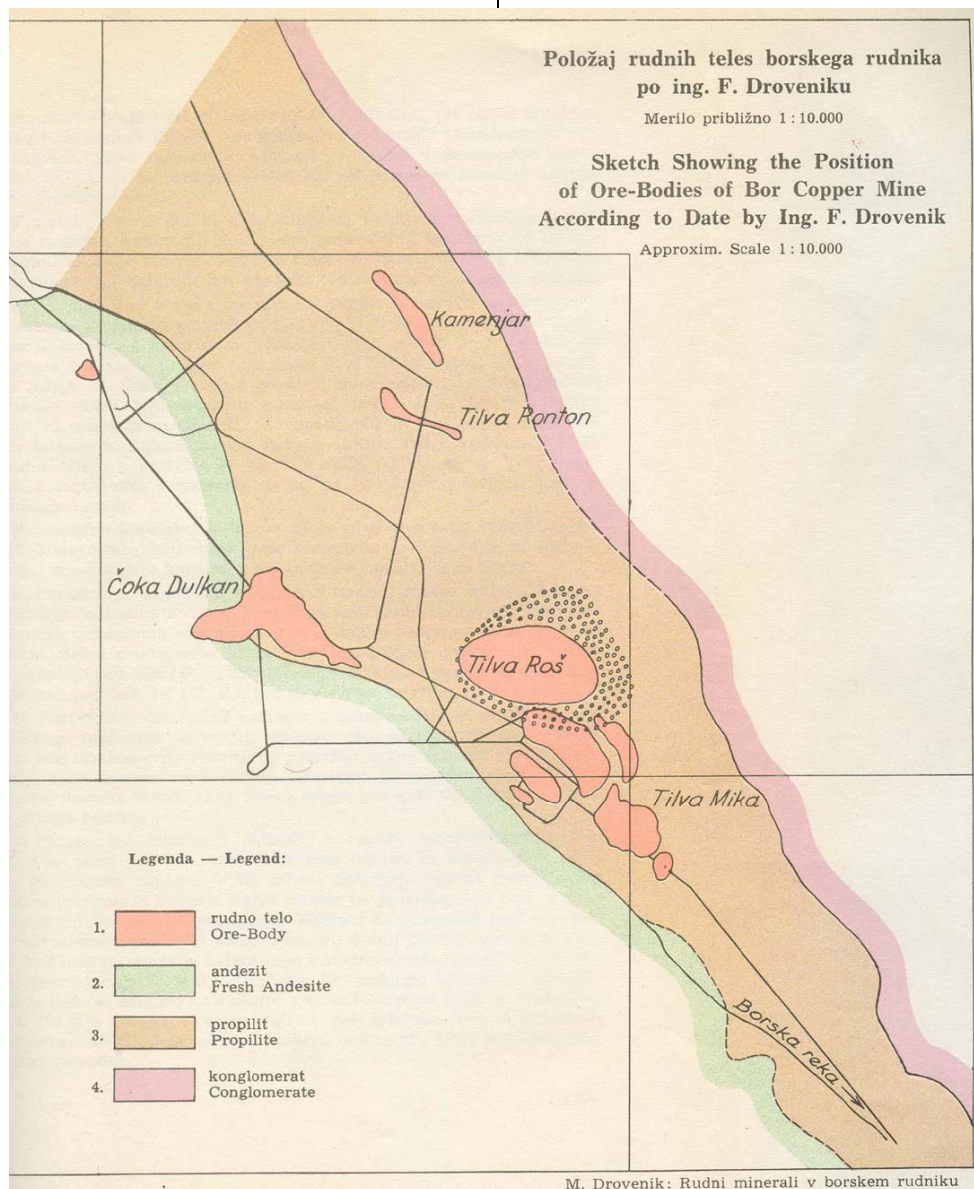 Položaj rudnih teles borskega rudnika
po ing. F. Droveniku
Merilo približno 1 : 10.000
Sketch Showing the Position
of Ore-Bodies of Bor Copper Mine
According to Date by Ing. F. Drovenik
Approxim. Scale 1 : 10.000
Kamenjar
Tilva Ronton
Čoka Dulkan
Tilva Roš
Tilva Mika
Borska reka
Legenda — Legend:
1. rudno telo
Ore-Body
2. andezit
Fresh Andesite
3. propilit
Propilite
4. konglomerat
Conglomerate
M. Drovenik: Rudni minerali v borskem rudniku